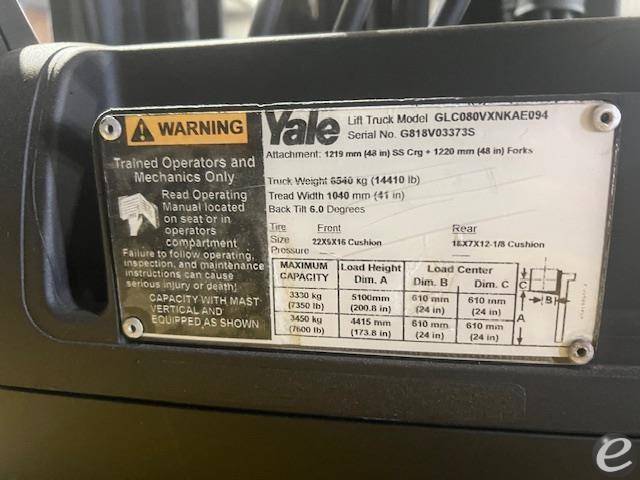 WARNING
Trained Operators and
Mechanics Only
Read Operating
Manual located
on seat or in
operators
compartment
Failure to follow operating,
inspection, and maintenance
instructions can cause
serious injury or death!
CAPACITY WITH MAST
VERTICAL AND
EQUIPPED AS SHOWN
Yale
Lift Truck Model GLC080VXNKAE094
Serial No. G818V03373S
Attachment: 1219 mm (48 in) SS Crg + 1220 mm (48 in) Forks
Truck Weight 6540 kg (14410 lb)
Tread Width 1040 mm (41 in)
Back Tilt 6.0 Degrees
Tire Front Rear
Size 22X9X16 Cushion 18X7X12-1/8 Cushion
Pressure
MAXIMUM CAPACITY Load Height Dim. A Load Center Dim. B Dim. C
3330 kg (7350 lb) 5100mm (200.8 in) 610 mm (24 in) 610 mm (24 in)
3450 kg (7600 lb) 4415 mm (173.8 in) 610 mm (24 in) 610 mm (24 in)
C
B
A
e